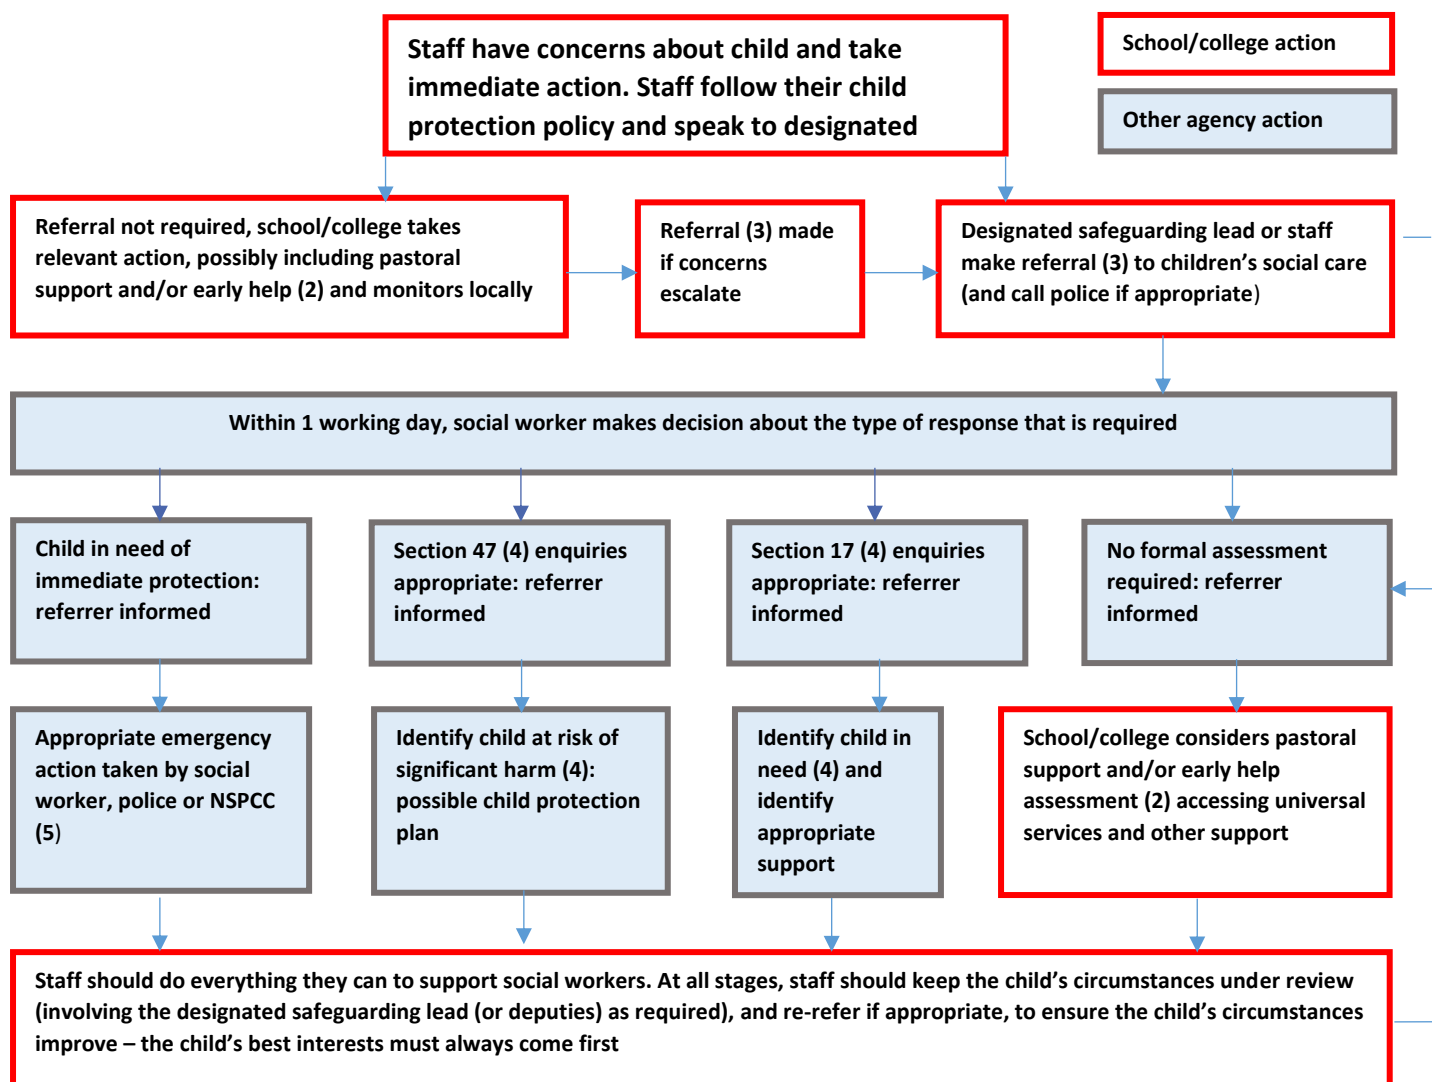 Staff have concerns about child and take
immediate action. Staff follow their child
protection policy and speak to designated
School/college action
Other agency action
Referral not required, school/college takes
relevant action, possibly including pastoral
support and/or early help (2) and monitors locally
Referral (3) made
if concerns
escalate
Designated safeguarding lead or staff
make referral (3) to children’s social care
(and call police if appropriate)
Within 1 working day, social worker makes decision about the type of response that is required
Child in need of
immediate protection:
referrer informed
Section 47 (4) enquiries
appropriate: referrer
informed
Section 17 (4) enquiries
appropriate: referrer
informed
No formal assessment
required: referrer
informed
Appropriate emergency
action taken by social
worker, police or NSPCC
(5)
Identify child at risk of
significant harm (4):
possible child protection
plan
Identify child in
need (4) and
identify
appropriate
support
School/college considers pastoral
support and/or early help
assessment (2) accessing universal
services and other support
Staff should do everything they can to support social workers. At all stages, staff should keep the child’s circumstances under review
(involving the designated safeguarding lead (or deputies) as required), and re-refer if appropriate, to ensure the child’s circumstances
improve – the child’s best interests must always come first